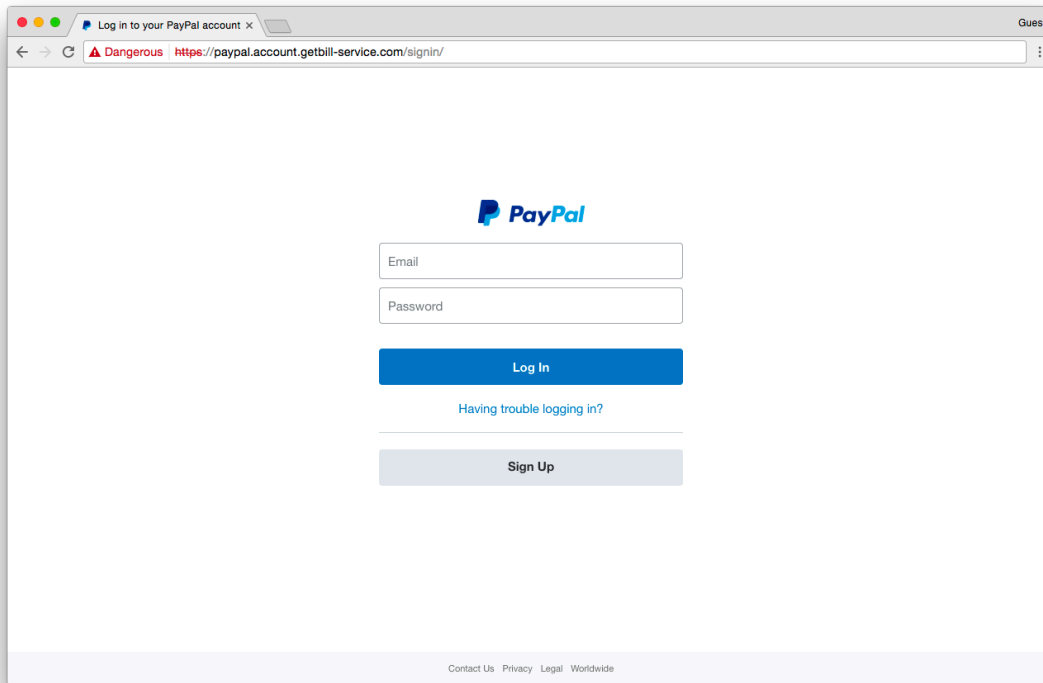 Log in to your PayPal account
Dangerous https://paypal.account.getbill-service.com/signin/
PayPal
Email
Password
Log In
Having trouble logging in?
Sign Up
Contact Us Privacy Legal Worldwide